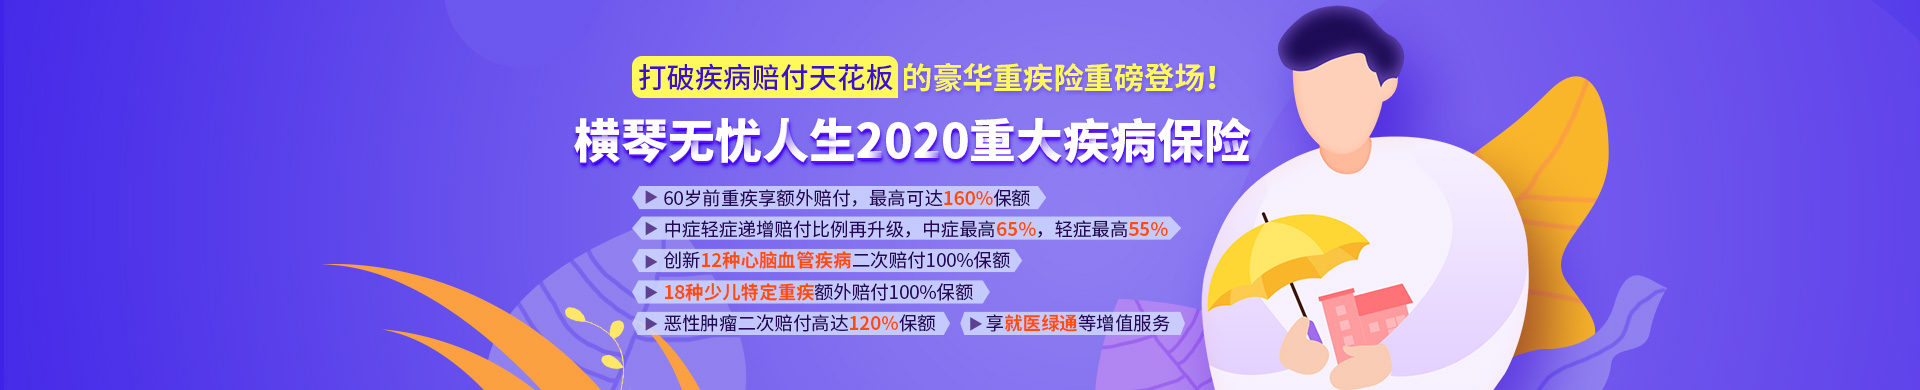 打破疾病赔付天花板的豪华重疾险重磅登场!
横琴无忧人生2020重大疾病保险
60岁前重疾享额外赔付，最高可达160%保额
中症轻症递增赔付比例再升级，中症最高65%，轻症最高55%
创新12种心脑血管疾病二次赔付100%保额
18种少儿特定重疾额外赔付100%保额
恶性肿瘤二次赔付高达120%保额 享就医绿通等增值服务